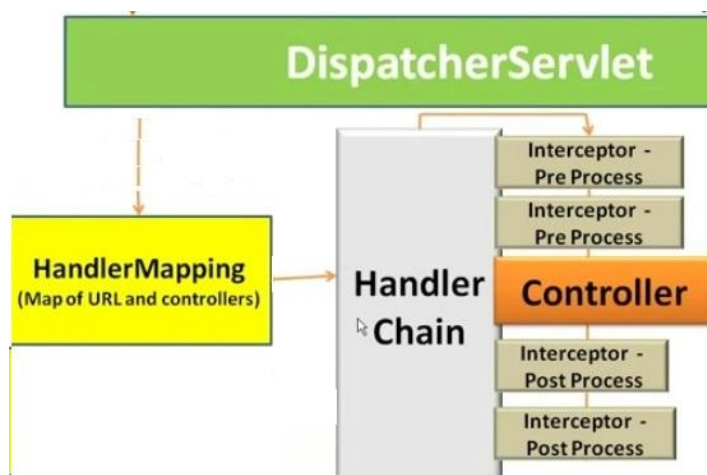 DispatcherServlet
Interceptor -
Pre Process
Interceptor -
Pre Process
HandlerMapping
(Map of URL and controllers)
Handler
Chain
Controller
Interceptor -
Post Process
Interceptor -
Post Process